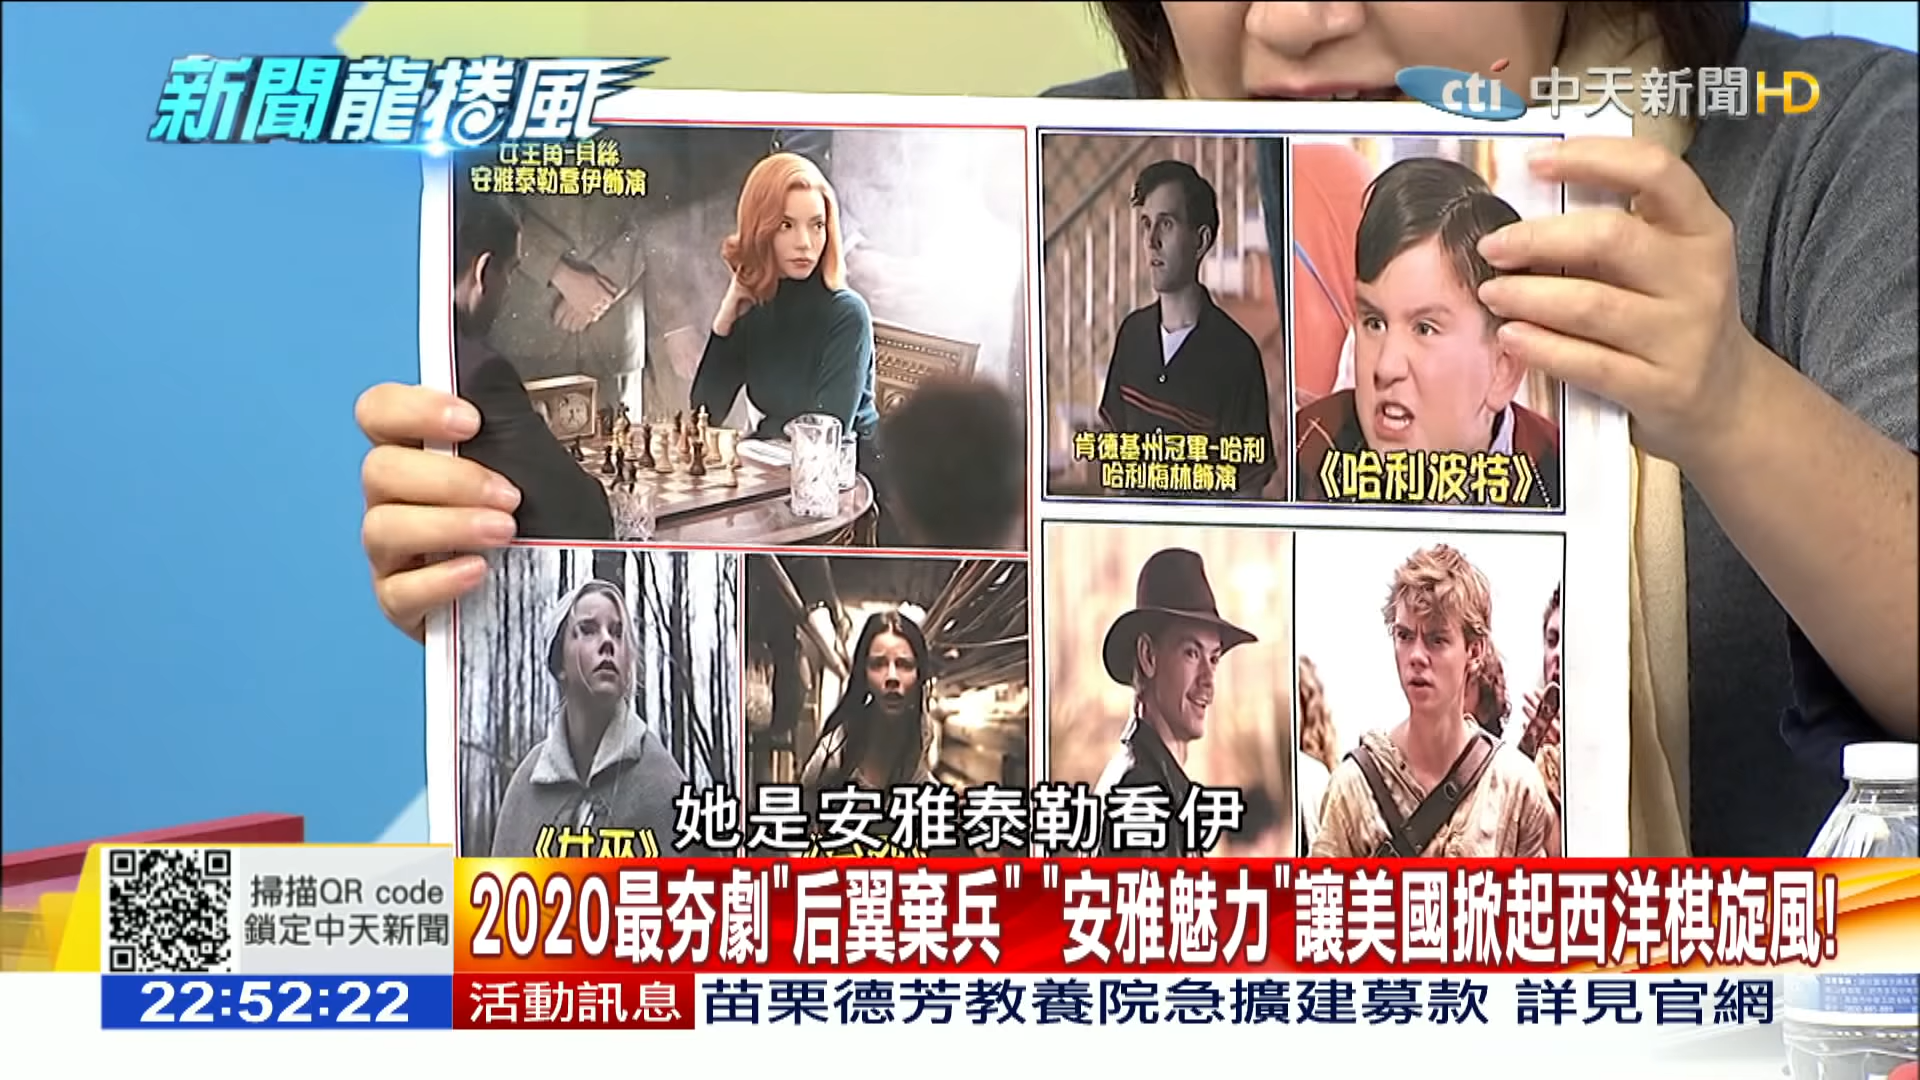 新聞龍捲風
cti 中天新聞HD
女王角-貝絲
安雅泰勒喬伊飾演
肯德基州冠軍-哈利
哈利梅林飾演
《哈利波特》
《女巫》
她是安雅泰勒喬伊
掃描QR code
鎖定中天新聞
2020最夯劇"后翼棄兵" "安雅魅力"讓美國掀起西洋棋旋風!
22:52:22
活動訊息
苗栗德芳教養院急擴建募款 詳見官網